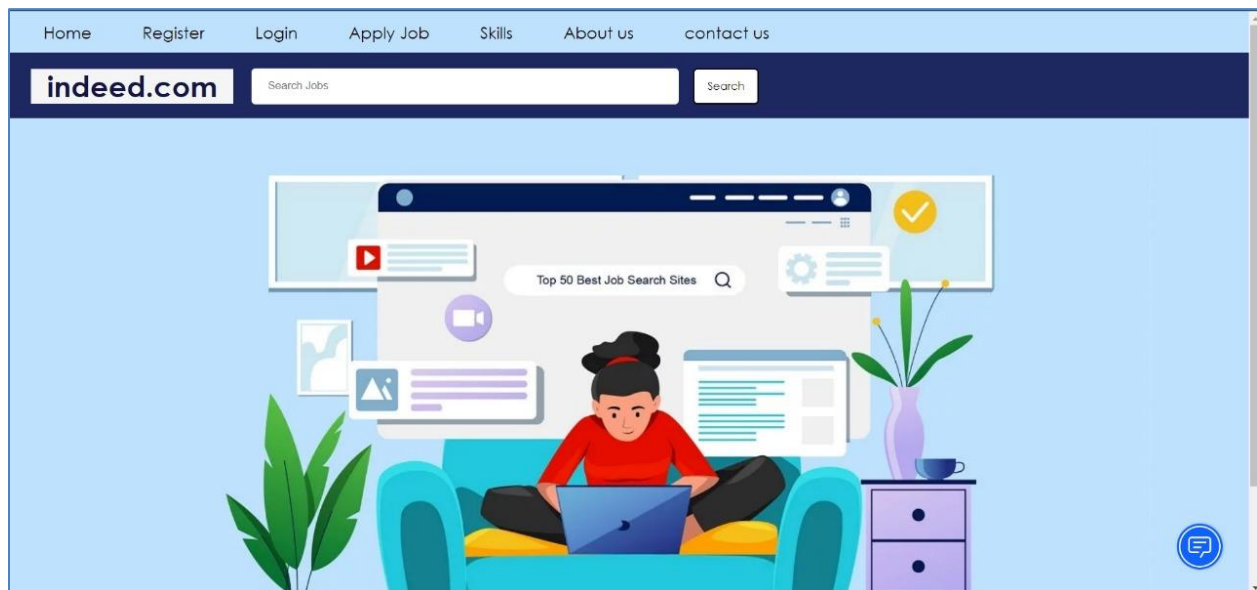 Home Register Login Apply Job Skills About us contact us
indeed.com Search Jobs Search
Top 50 Best Job Search Sites